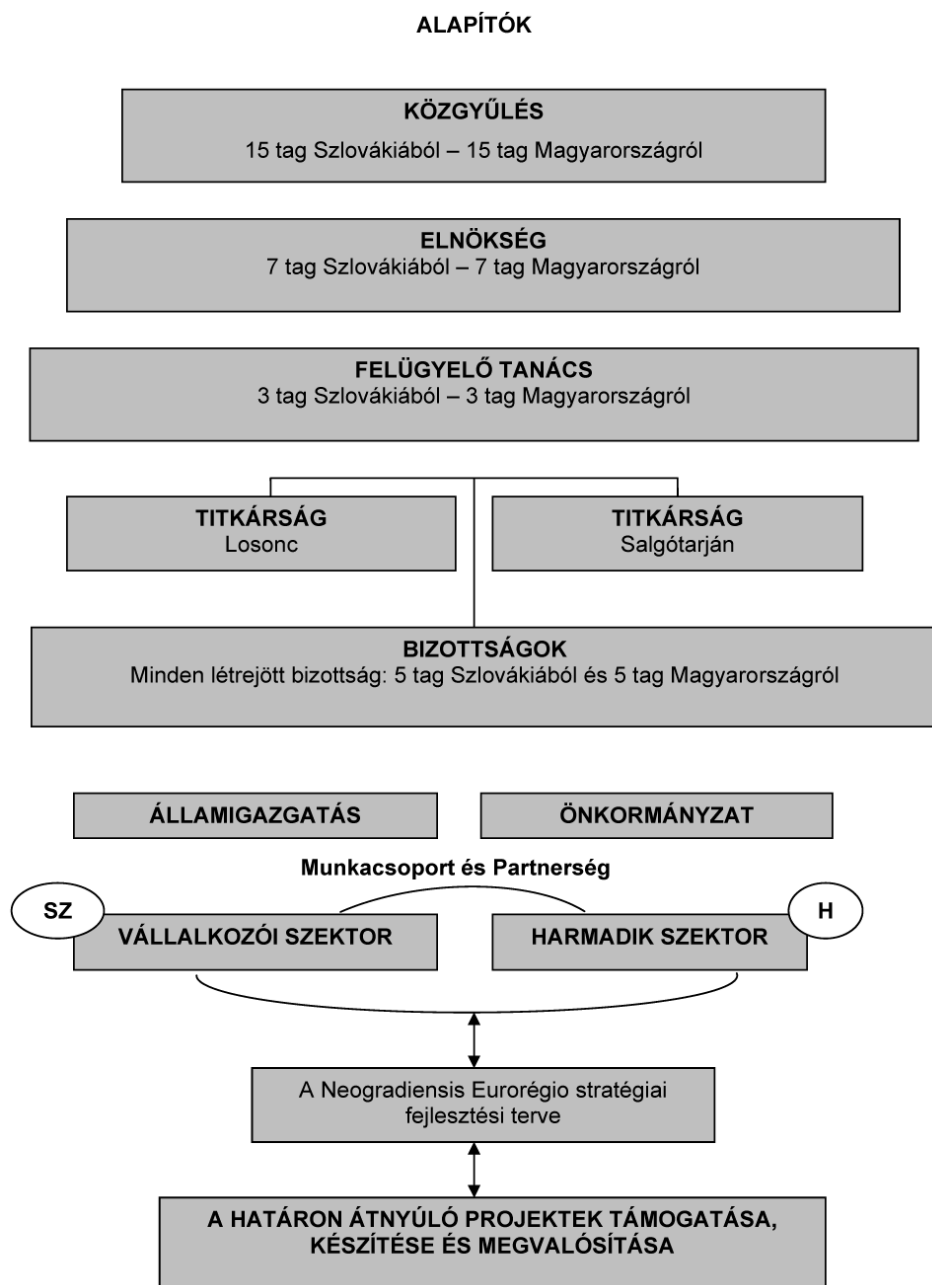 ALAPÍTÓK
KÖZGYŰLÉS
15 tag Szlovákiából – 15 tag Magyarországról
ELNÖKSÉG
7 tag Szlovákiából – 7 tag Magyarországról
FELÜGYELŐ TANÁCS
3 tag Szlovákiából – 3 tag Magyarországról
TITKÁRSÁG
Losonc
TITKÁRSÁG
Salgótarján
BIZOTTSÁGOK
Minden létrejött bizottság: 5 tag Szlovákiából és 5 tag Magyarországról
ÁLLAMIGAZGATÁS
ÖNKORMÁNYZAT
Munkacsoport és Partnerség
SZ
H
VÁLLALKOZÓI SZEKTOR
HARMADIK SZEKTOR
A Neogradiensis Eurorégio stratégiai
fejlesztési terve
A HATÁRON ÁTNYÚLÓ PROJEKTEK TÁMOGATÁSA,
KÉSZÍTÉSE ÉS MEGVALÓSÍTÁSA